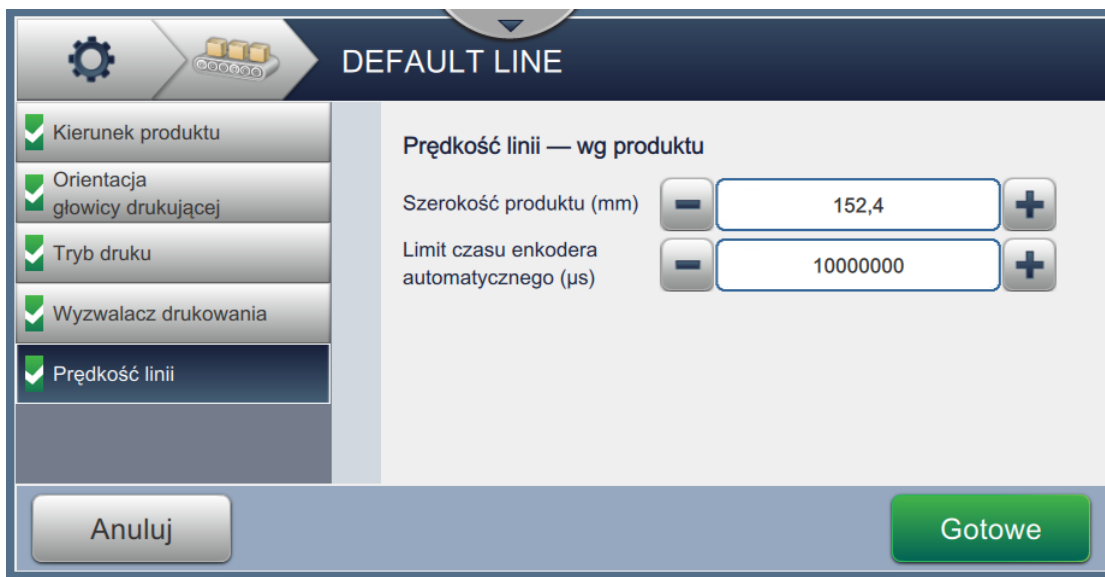 DEFAULT LINE
Kierunek produktu
Orientacja
głowicy drukującej
Tryb druku
Wyzwalacz drukowania
Prędkość linii
Prędkość linii — wg produktu
Szerokość produktu (mm)
152,4
Limit czasu enkodera
automatycznego (µs)
10000000
Anuluj
Gotowe